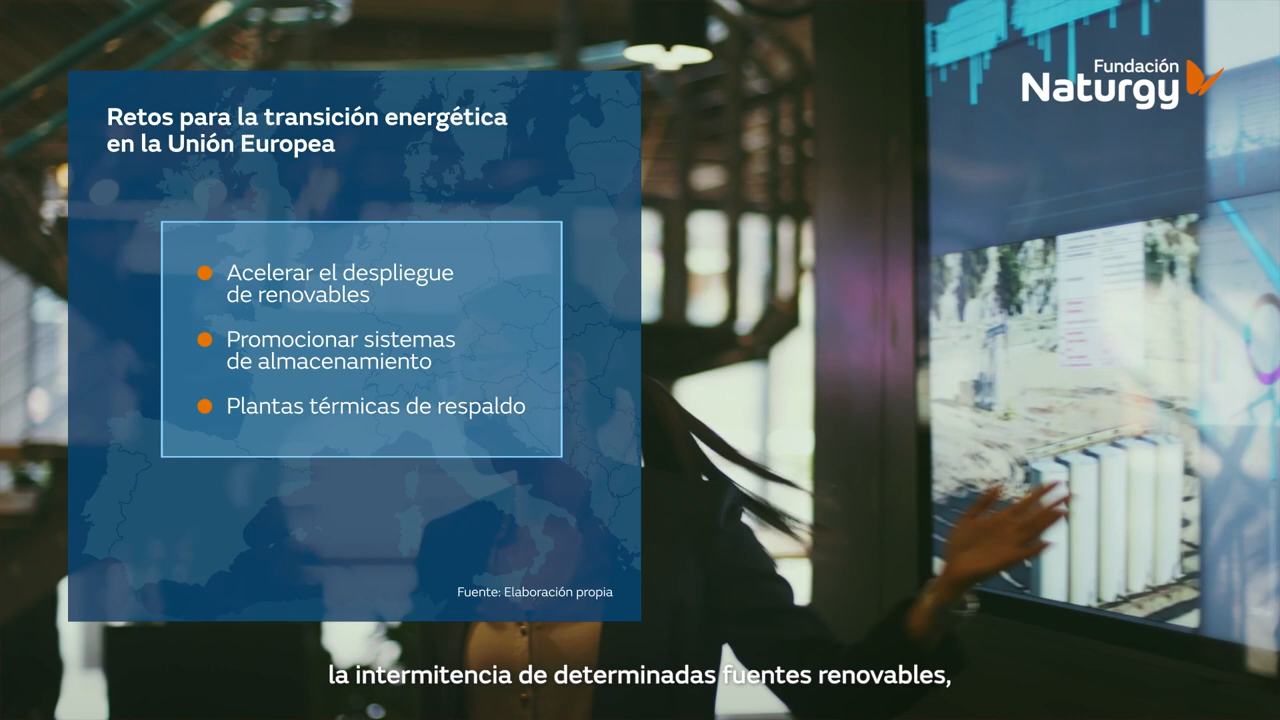 Fundación
Naturgy
Retos para la transición energética
en la Unión Europea
Acelerar el despliegue
de renovables
Promocionar sistemas
de almacenamiento
Plantas térmicas de respaldo
Fuente: Elaboración propia
la intermitencia de determinadas fuentes renovables,